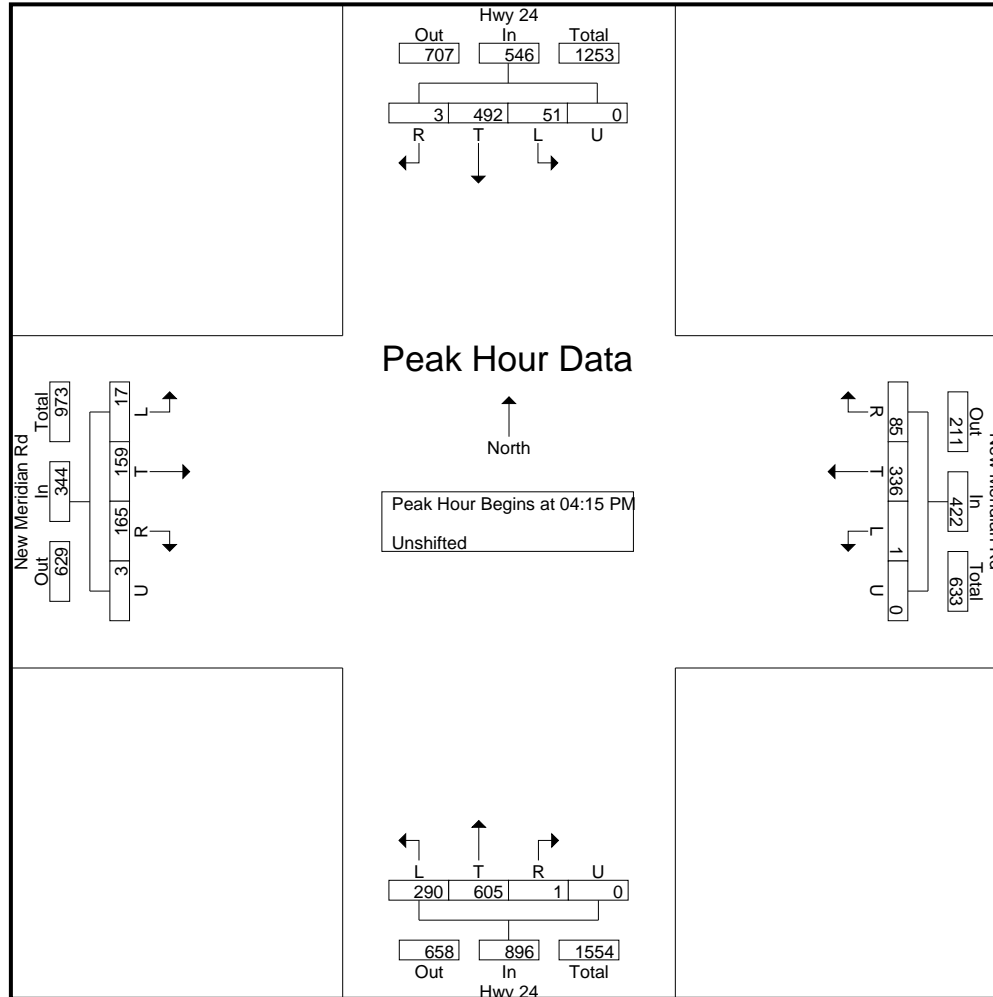 Hwy 24
Out In Total
707 546 1253
3 492 51 0
R T L U
Peak Hour Data
North
Peak Hour Begins at 04:15 PM
Unshifted
New Meridian Rd
Total In Out
973 344 629
17 159 165 3
L T R U
R T L U
85 336 1 0
Out In Total
211 422 633
New Meridian Rd
L T R U
290 605 1 0
658 896 1554
Out In Total
Hwy 24